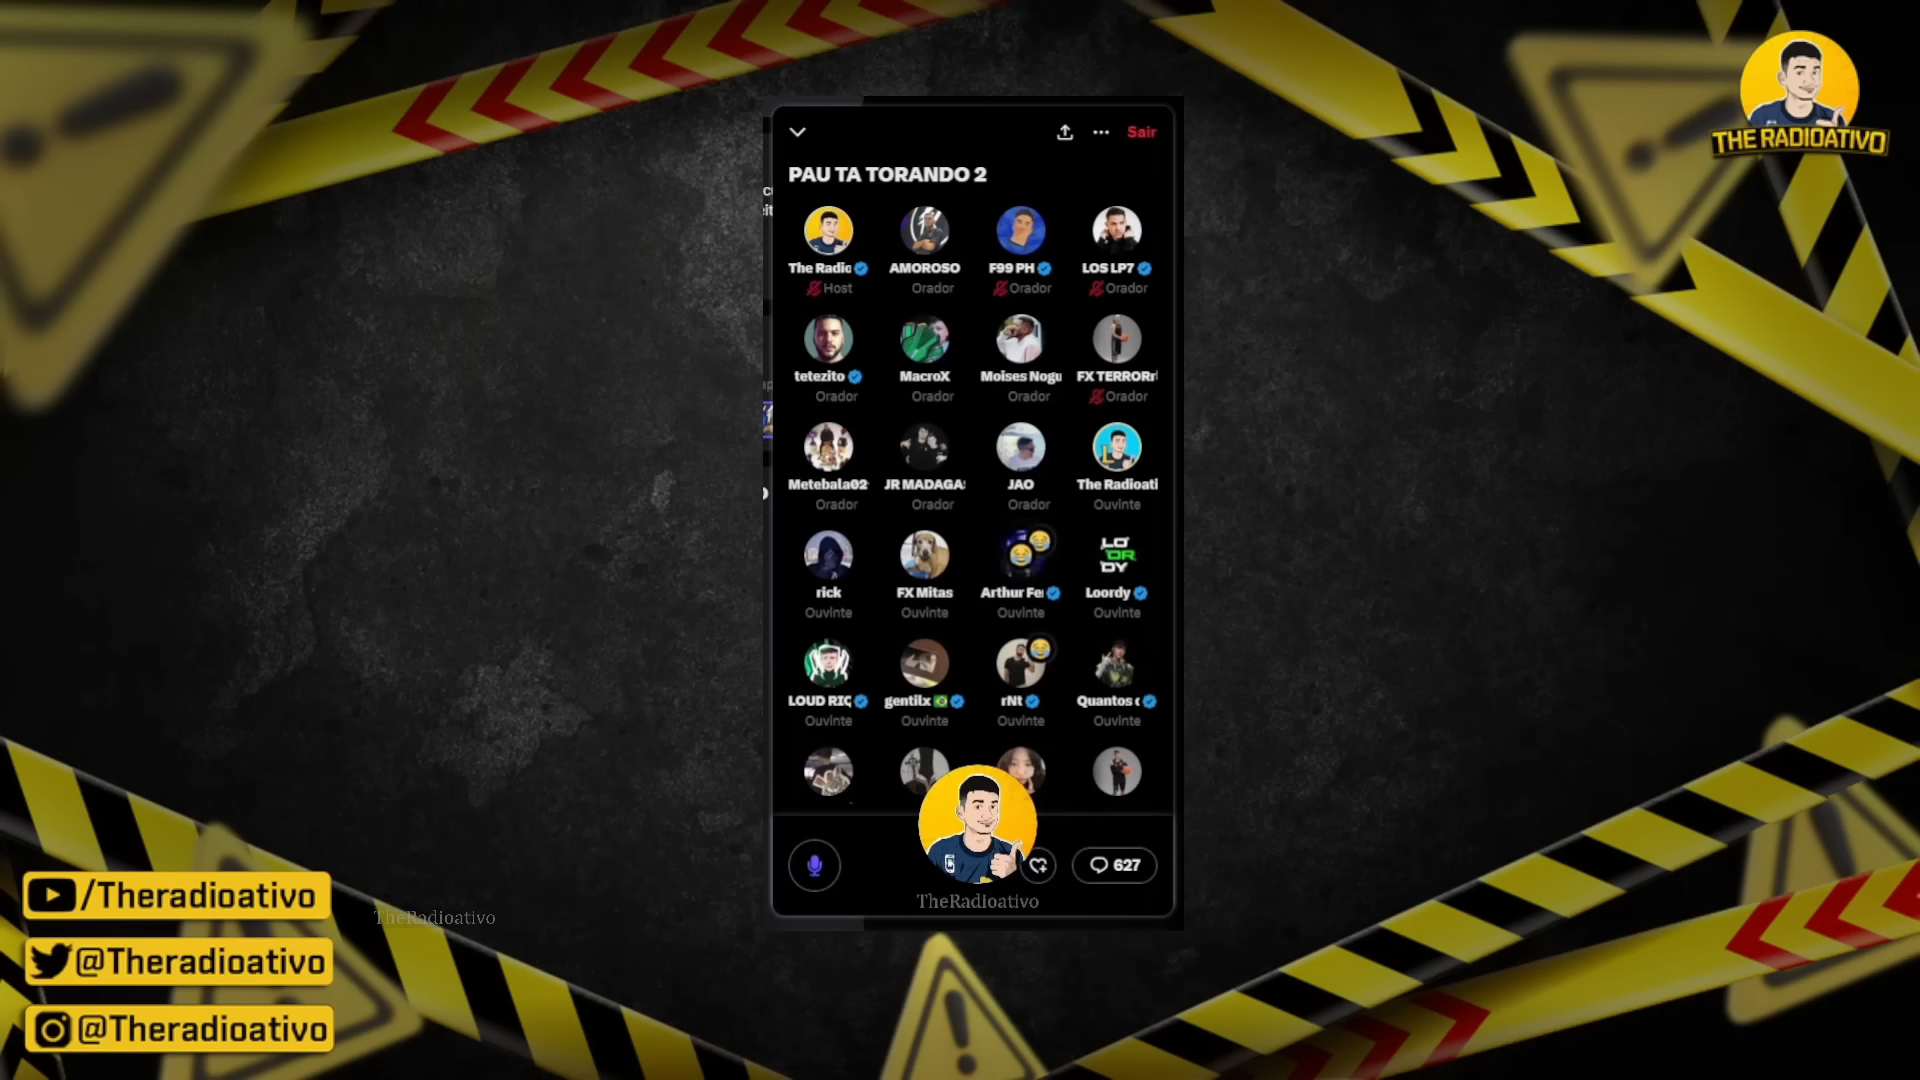 THE RADIOATIVO
Sair
PAU TA TORANDO 2
The Radic AMOROSO F99 PH LOS LP7
Host Orador Orador Orador
tetezito MacroX Moises Nogu FX TERRORr
Orador Orador Orador Orador
Metebala02 JR MADAGA JAO The Radioati
Orador Orador Orador Ouvinte
LO
OR
DY
rick FX Mitas Arthur Fe Loordy
Ouvinte Ouvinte Ouvinte Ouvinte
LOUD RIC gentilx rNt Quantos
Ouvinte Ouvinte Ouvinte Ouvinte
627
TheRadioativo
/Theradioativo
TheRadioativo
@Theradioativo
@Theradioativo